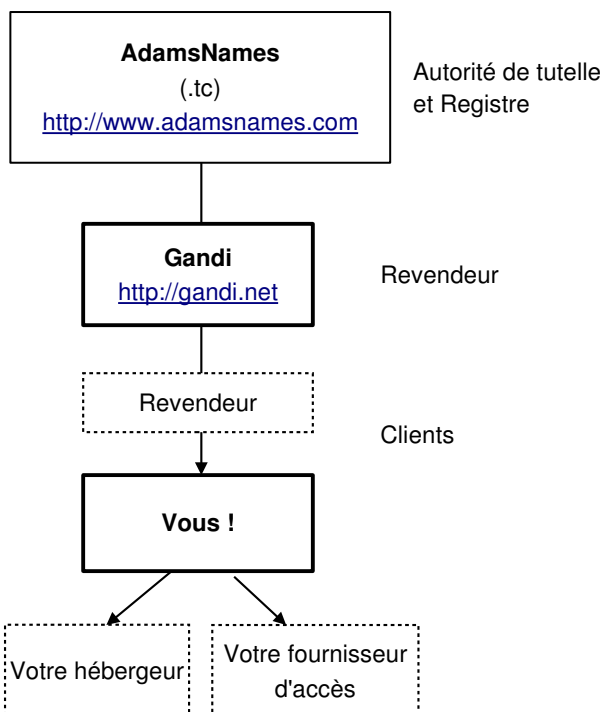 AdamsNames
(.tc)
http://www.adamsnames.com
Autorité de tutelle
et Registre
Gandi
http://gandi.net
Revendeur
Revendeur
Clients
Vous !
Votre hébergeur
Votre fournisseur
d'accès